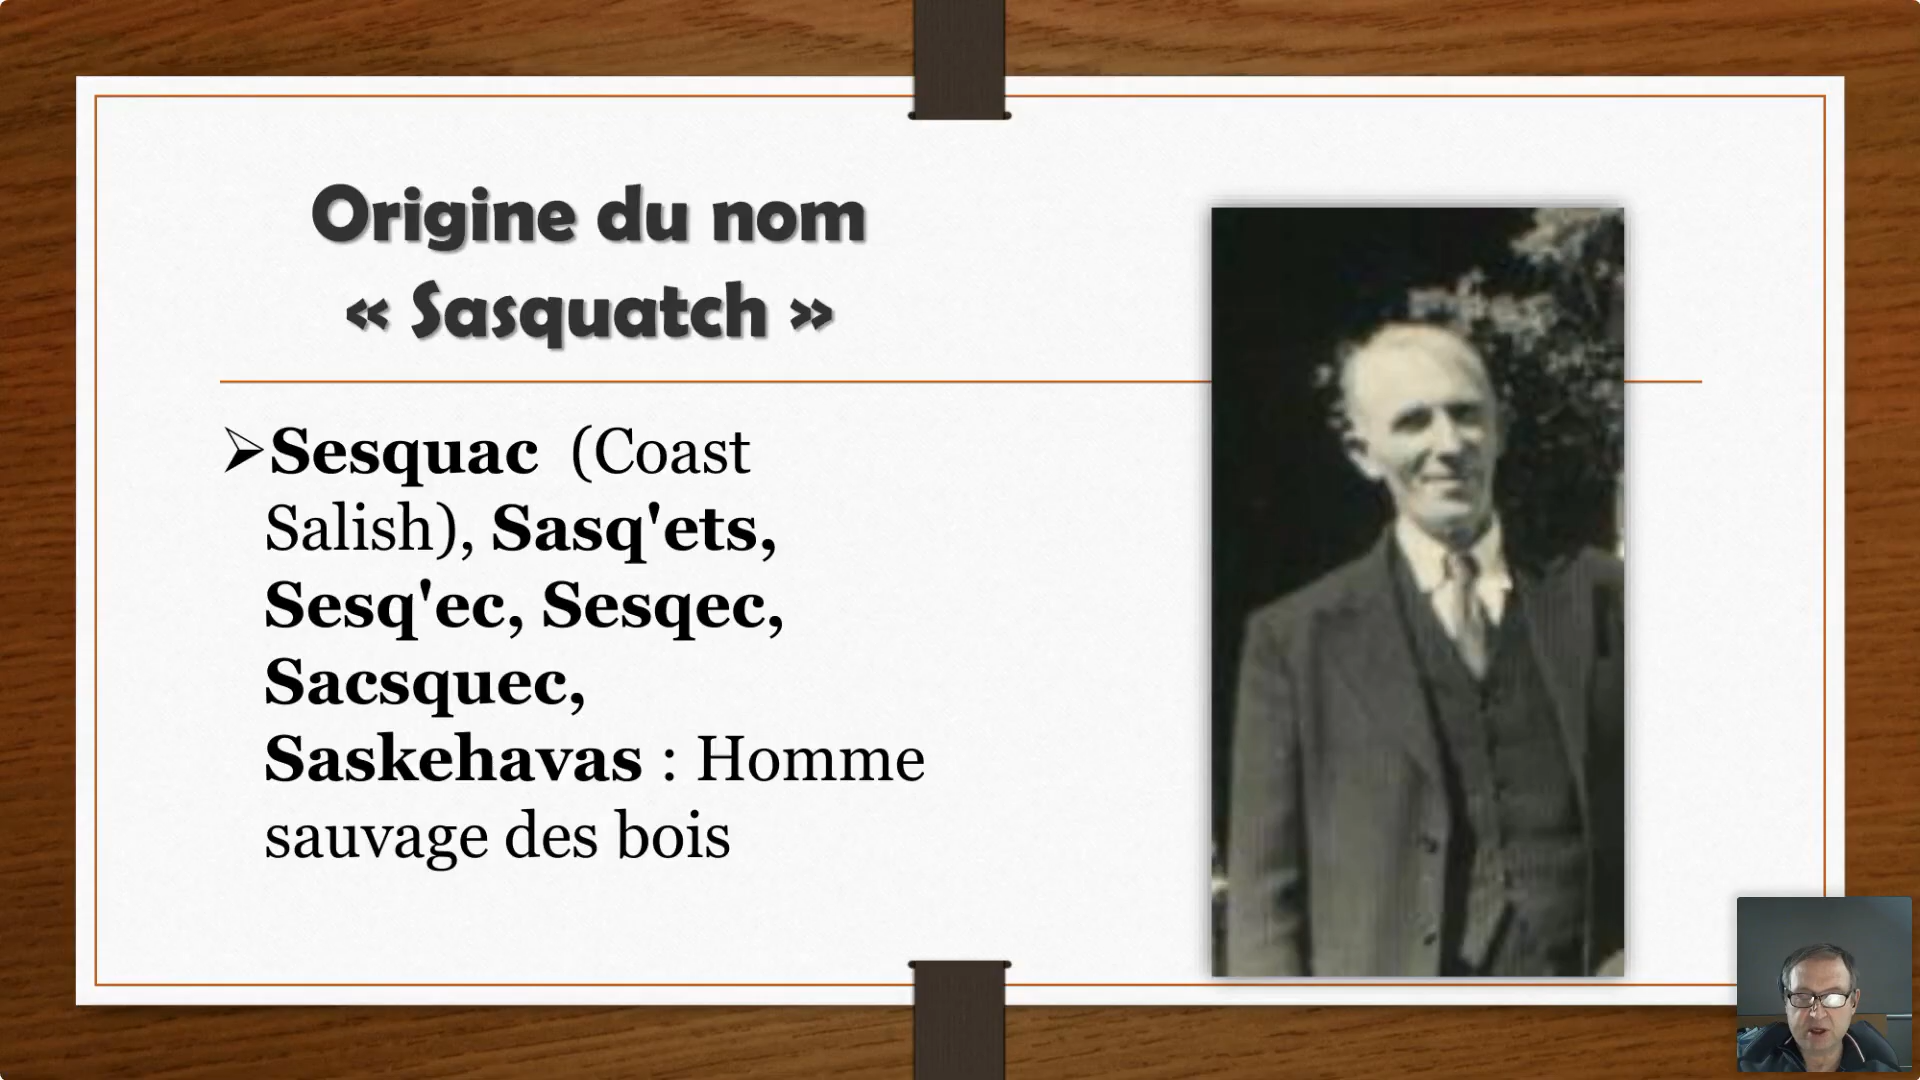 Origine du nom
« Sasquatch »
➢Sesquac (Coast
Salish), Sasq'ets,
Sesq'ec, Sesqec,
Sacsquec,
Saskehavas : Homme
sauvage des bois